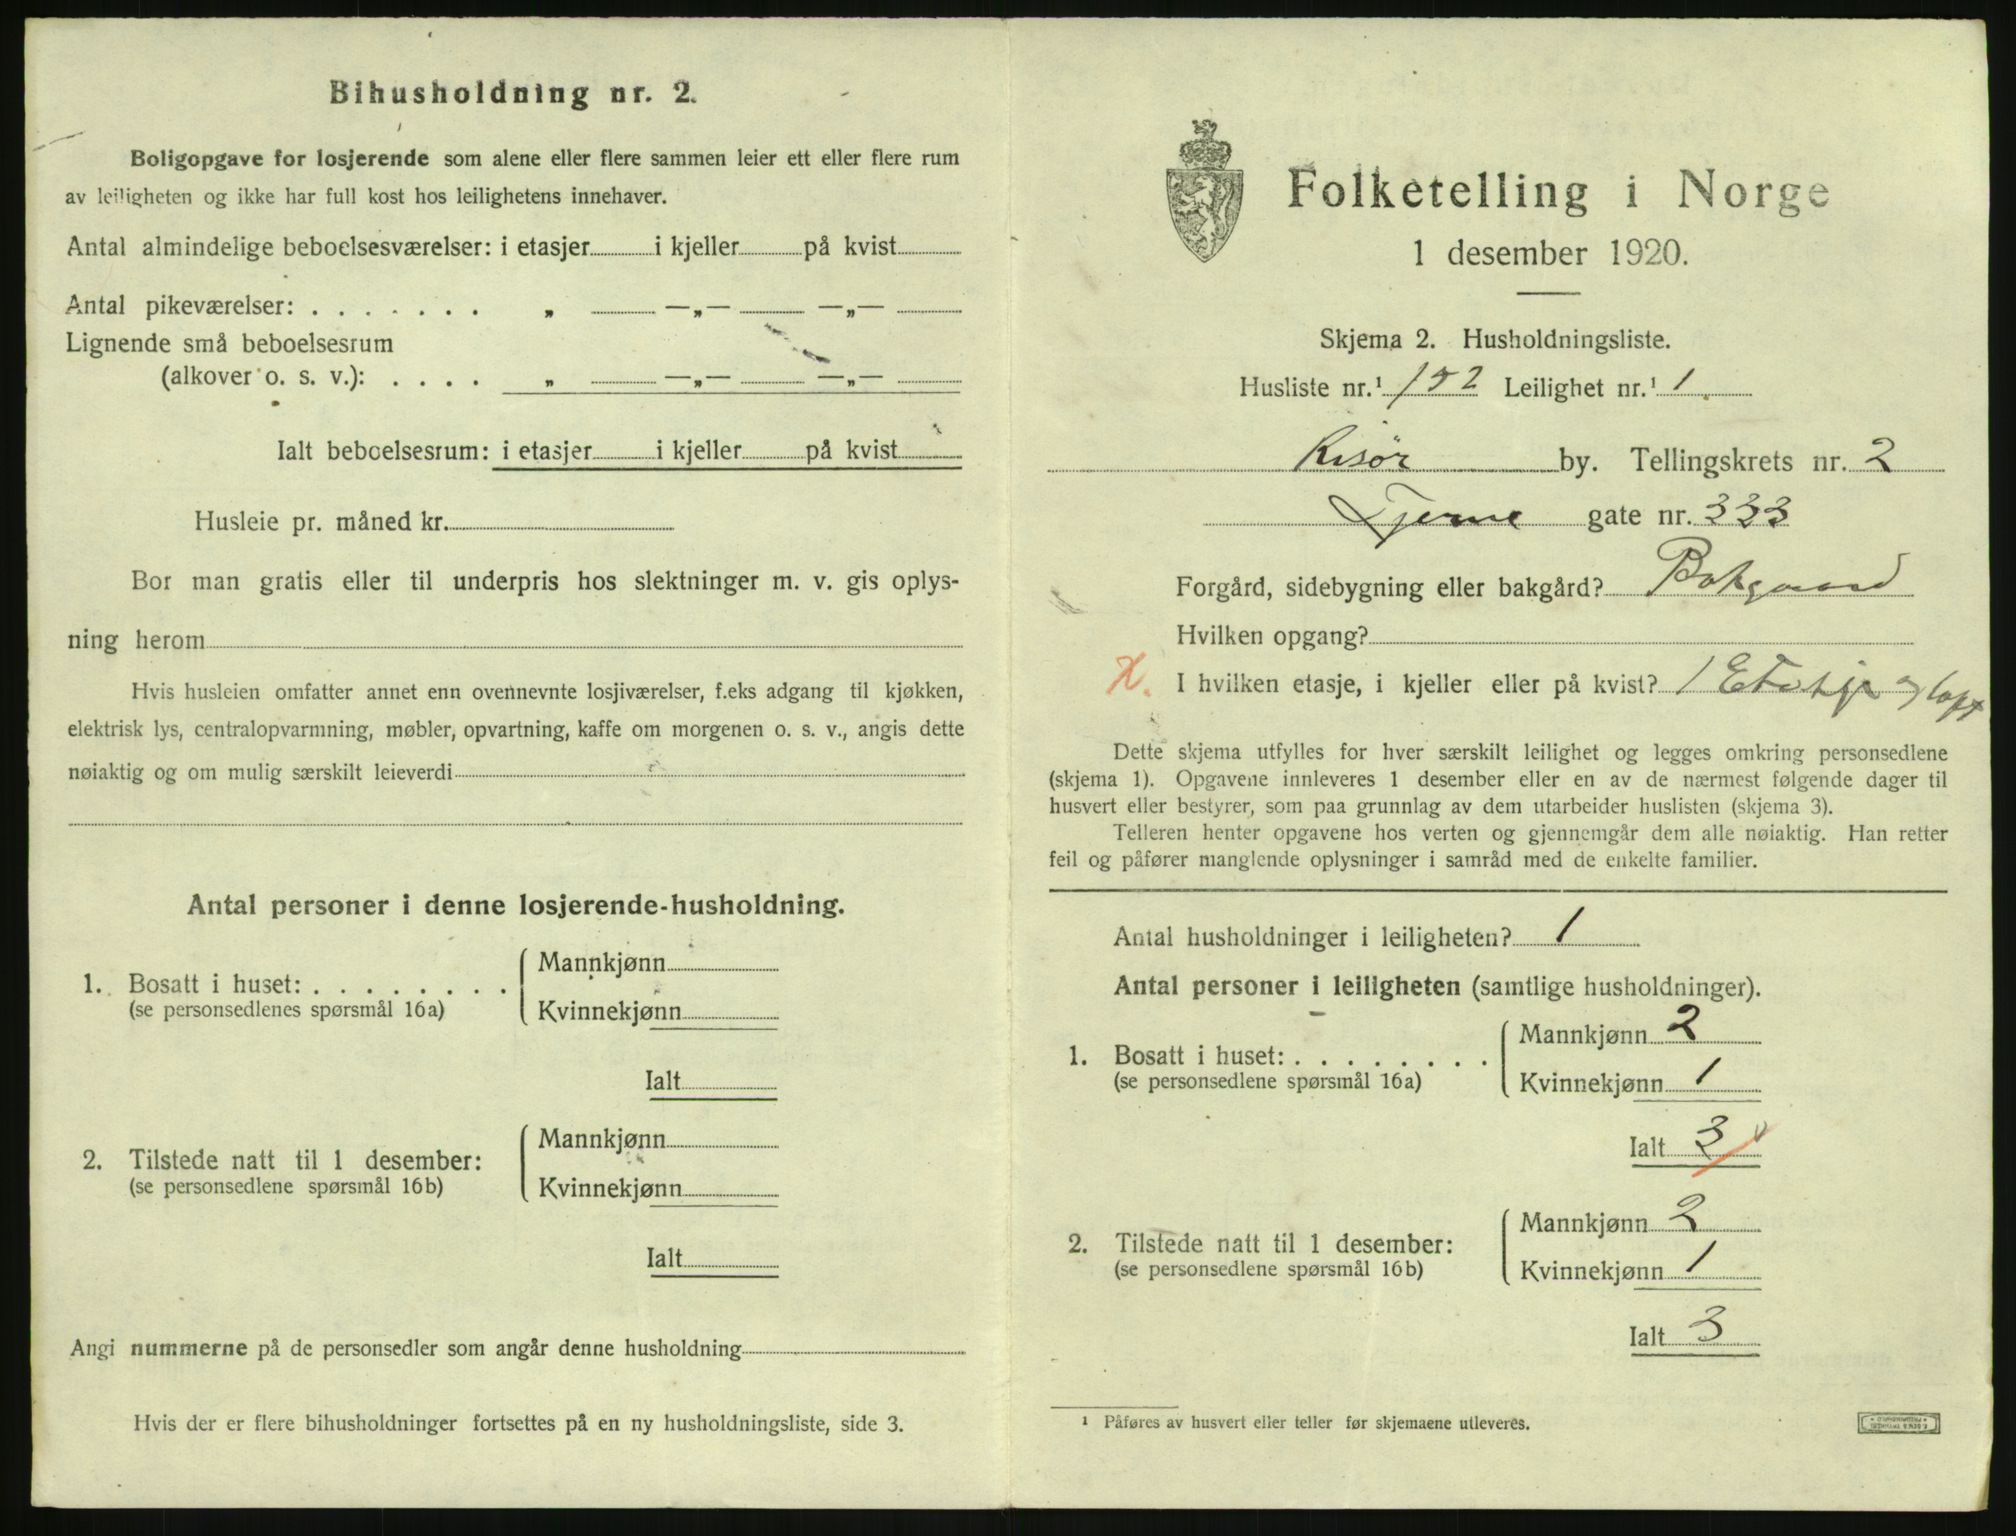 Bihusholdning nr. 2.
Boligopgave for losjerende som alene eller flere sammen leier ett eller flere rum
av leiligheten og ikke har full kost hos leilighetens innehaver.
Antal almindelige beboelsesværelser: i etasjer i kjeller på kvist
Antal pikeværelser: . . . . . . . „ —„— —„—
Lignende små beboelsesrum
(alkover o. s. v.): . . . . „ —„— —„—
Ialt beboelsesrum: i etasjer i kjeller på kvist
Husleie pr. måned kr.
Bor man gratis eller til underpris hos slektninger m. v. gis oplys-
ning herom
Hvis husleien omfatter annet enn ovennevnte losjiværelser, f.eks adgang til kjøkken,
elektrisk lys, centralopvarmning, møbler, opvartning, kaffe om morgenen o. s. v., angis dette
nøiaktig og om mulig særskilt leieverdi
Antal personer i denne losjerende-husholdning.
1. Bosatt i huset: . . . . . . . .
(se personsedlenes spørsmål 16a)
Mannkjønn
Kvinnekjønn
Ialt
2. Tilstede natt til 1 desember:
(se personsedlene spørsmål 16b)
Mannkjønn
Kvinnekjønn
Ialt
Angi nummerne på de personsedler som angår denne husholdning
Hvis der er flere bihusholdninger fortsettes på en ny husholdningsliste, side 3.
Folketelling i Norge
1 desember 1920.
Skjema 2. Husholdningsliste.
Husliste nr.¹ 152 Leilighet nr.¹ 1
Risør by. Tellingskrets nr. 2
Tjenne gate nr. 333
Forgård, sidebygning eller bakgård? Bakgaard
Hvilken opgang?
X. I hvilken etasje, i kjeller eller på kvist? 1 Etasje og loft
Dette skjema utfylles for hver særskilt leilighet og legges omkring personsedlene
(skjema 1). Opgavene innleveres 1 desember eller en av de nærmest følgende dager til
husvert eller bestyrer, som paa grunnlag av dem utarbeider huslisten (skjema 3).
Telleren henter opgavene hos verten og gjennemgår dem alle nøiaktig. Han retter
feil og påfører manglende oplysninger i samråd med de enkelte familier.
Antal husholdninger i leiligheten? 1
Antal personer i leiligheten (samtlige husholdninger).
1. Bosatt i huset: . . . . . . . .
(se personsedlene spørsmål 16a)
Mannkjønn 2
Kvinnekjønn 1
Ialt 3
2. Tilstede natt til 1 desember:
(se personsedlene spørsmål 16b)
Mannkjønn 2
Kvinnekjønn 1
Ialt 3
¹ Påføres av husvert eller teller før skjemaene utleveres.